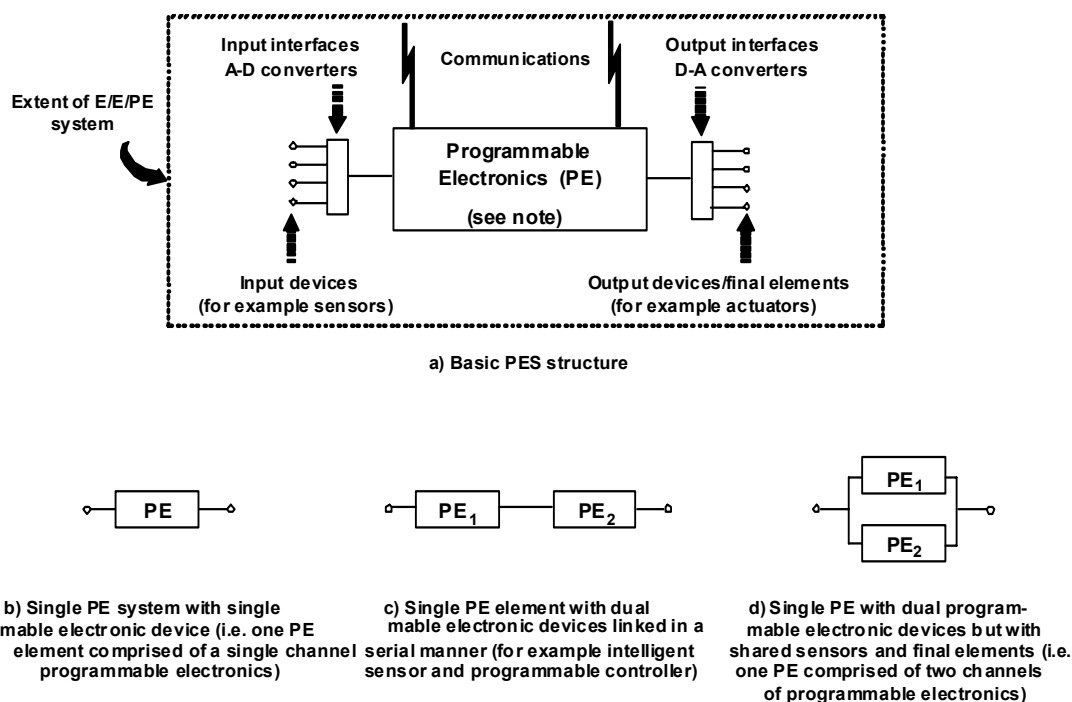 Input interfaces
A-D converters
Communications
Output interfaces
D-A converters
Extent of E/E/PE
system
Programmable
Electronics (PE)
(see note)
Input devices
(for example sensors)
Output devices/final elements
(for example actuators)
a) Basic PES structure
PE
PE1
PE2
PE1
PE2
b) Single PE system with single
mable electronic device (i.e. one PE
element comprised of a single channel
programmable electronics)
c) Single PE element with dual
mable electronic devices linked in a
serial manner (for example intelligent
sensor and programmable controller)
d) Single PE with dual program-
mable electronic devices but with
shared sensors and final elements (i.e.
one PE comprised of two channels
of programmable electronics)